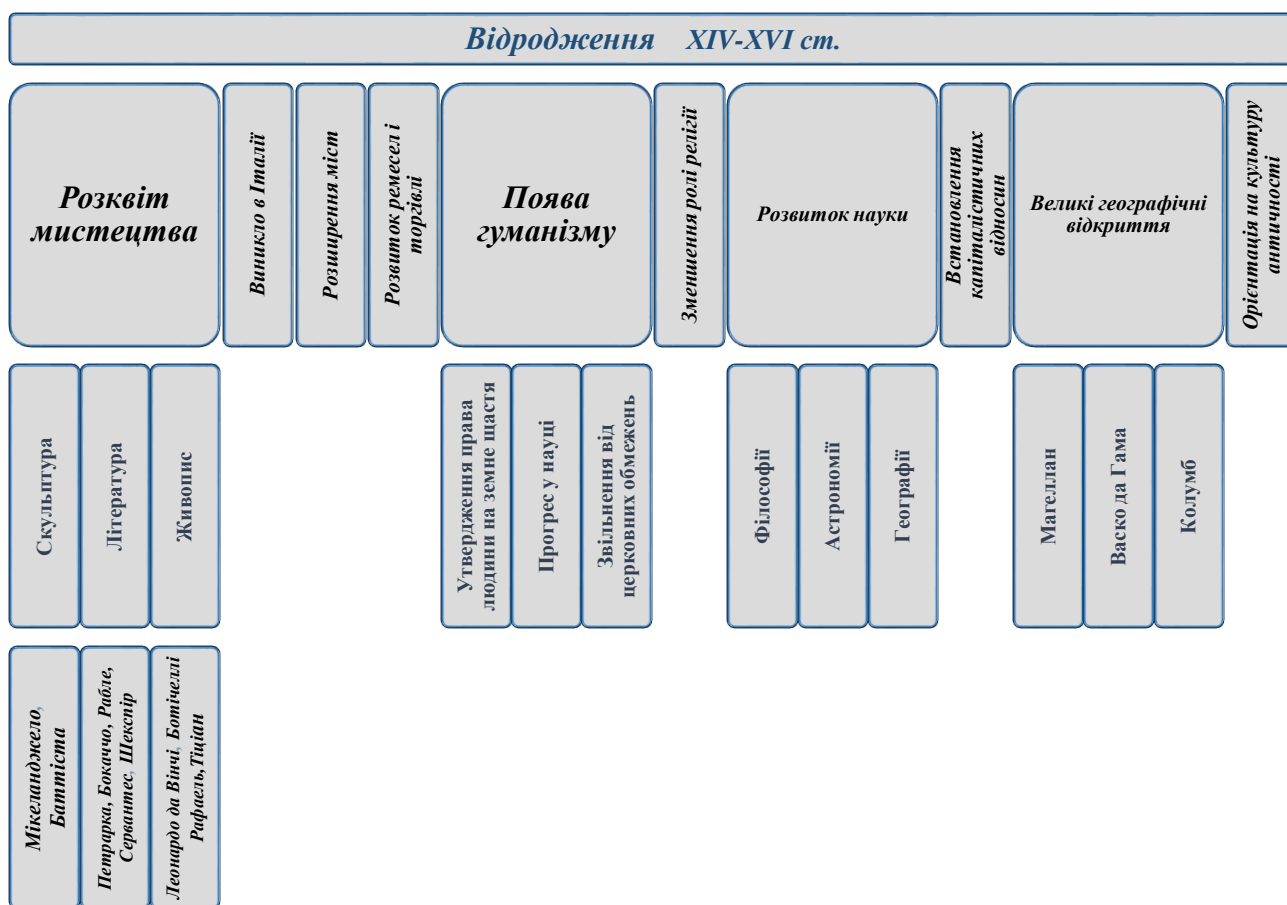 Відродження XIV-XVI ст.
Розквіт
мистецтва
Виникло в Італії
Розширення міст
Розвиток ремесел і
торгівлі
Поява
гуманізму
Зменшення ролі релігії
Розвиток науки
Встановлення
капіталістичних
відносин
Великі географічні
відкриття
Орієнтація на культуру
античності
Скульптура
Література
Живопис
Утвердження права
людини на земне щастя
Прогрес у науці
Звільнення від
церковних обмежень
Філософії
Астрономії
Географії
Магеллан
Васко да Гама
Колумб
Мікеланджело,
Баттіста
Петрарка, Бокаччо, Рабле,
Сервантес, Шекспір
Леонардо да Вінчі, Ботічеллі
Рафаель,Тіціан